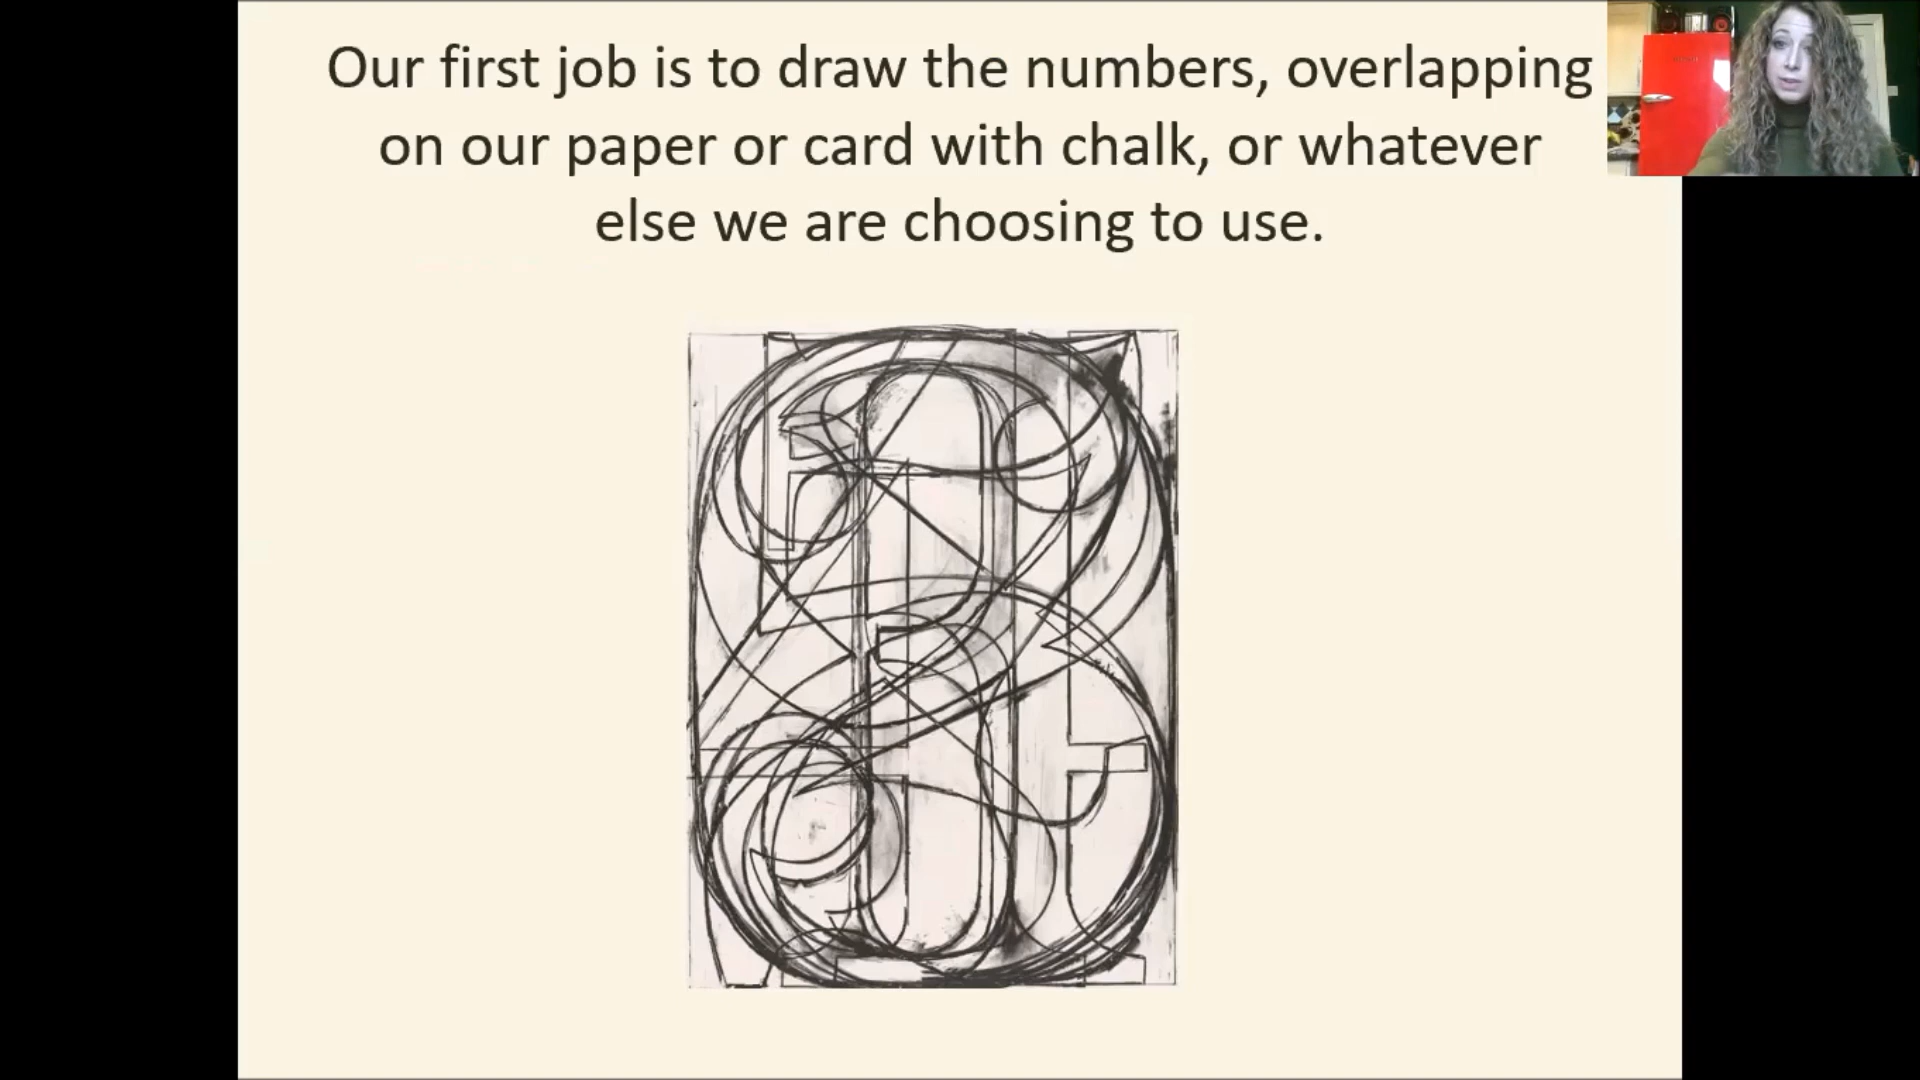 Our first job is to draw the numbers, overlapping
on our paper or card with chalk, or whatever
else we are choosing to use.